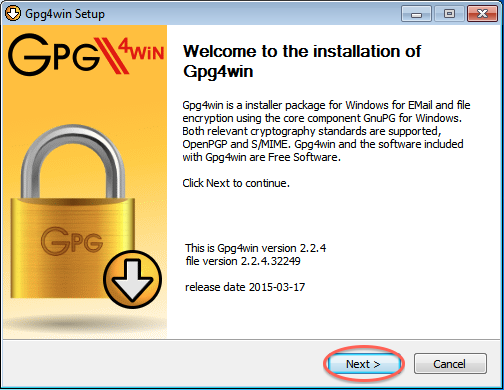 Gpg4win Setup
GPG4WiN
Welcome to the installation of
Gpg4win
Gpg4win is a installer package for Windows for EMail and file
encryption using the core component GnuPG for Windows.
Both relevant cryptography standards are supported,
OpenPGP and S/MIME. Gpg4win and the software included
with Gpg4win are Free Software.
Click Next to continue.
GPG
This is Gpg4win version 2.2.4
file version 2.2.4.32249
release date 2015-03-17
Next >
Cancel